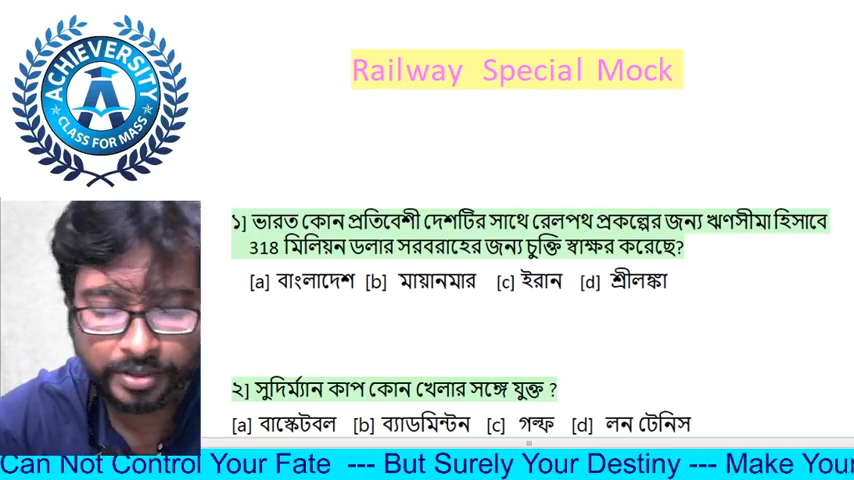 ACHIEVERSITY
CLASS FOR MASS
Railway Special Mock
১] ভারত কোন প্রতিবেশী দেশটির সাথে রেলপথ প্রকল্পের জন্য ঋণসীমা হিসাবে
318 মিলিয়ন ডলার সরবরাহের জন্য চুক্তি স্বাক্ষর করেছে?
[a] বাংলাদেশ [b] মায়ানমার [c] ইরান [d] শ্রীলঙ্কা
২] সুদির্ম্যান কাপ কোন খেলার সঙ্গে যুক্ত ?
[a] বাস্কেটবল [b] ব্যাডমিন্টন [c] গল্ফ [d] লন টেনিস
Can Not Control Your Fate --- But Surely Your Destiny --- Make Your